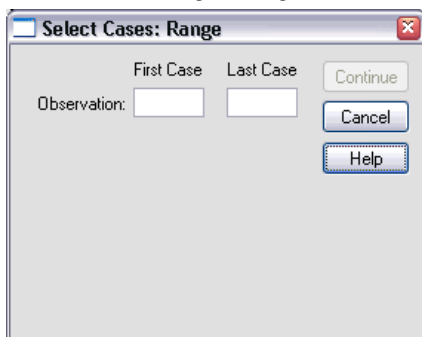 Select Cases: Range
First Case Last Case
Continue
Observation:
Cancel
Help